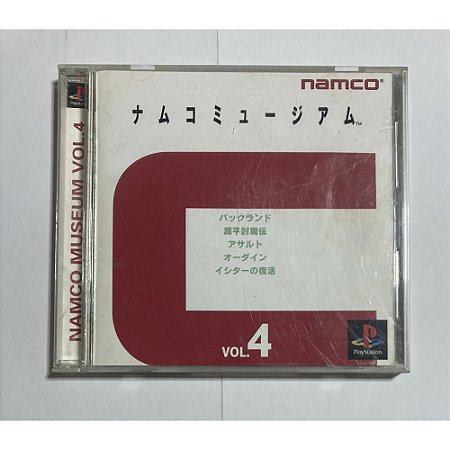 namco®
ナムコミュージアム™
NAMCO MUSEUM VOL.4
パックランド
源平討魔伝
アサルト
オーダイン
イシターの復活
VOL.4
PlayStation